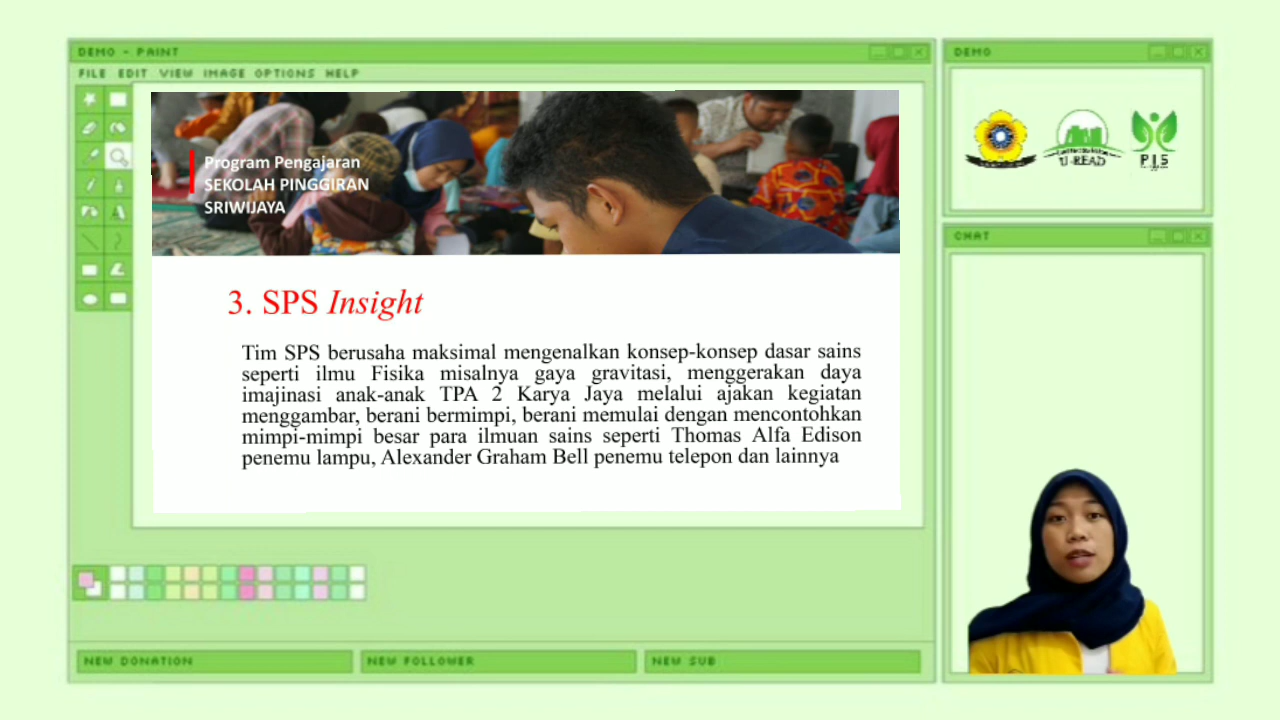 DEMO - PAINT
FILE EDIT VIEW IMAGE OPTIONS HELP
Program Pengajaran
SEKOLAH PINGGIRAN
SRIWIJAYA
3. SPS Insight
Tim SPS berusaha maksimal mengenalkan konsep-konsep dasar sains
seperti ilmu Fisika misalnya gaya gravitasi, menggerakan daya
imajinasi anak-anak TPA 2 Karya Jaya melalui ajakan kegiatan
menggambar, berani bermimpi, berani memulai dengan mencontohkan
mimpi-mimpi besar para ilmuan sains seperti Thomas Alfa Edison
penemu lampu, Alexander Graham Bell penemu telepon dan lainnya
NEW DONATION
NEW FOLLOWER
NEW SUB
DEMO
U-READ
PJS
CHAT